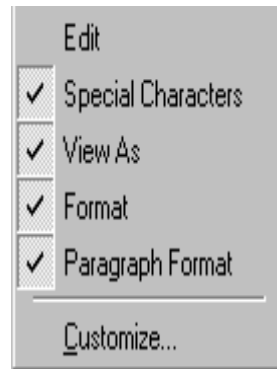 Edit
Special Characters
View As
Format
Paragraph Format
Customize...